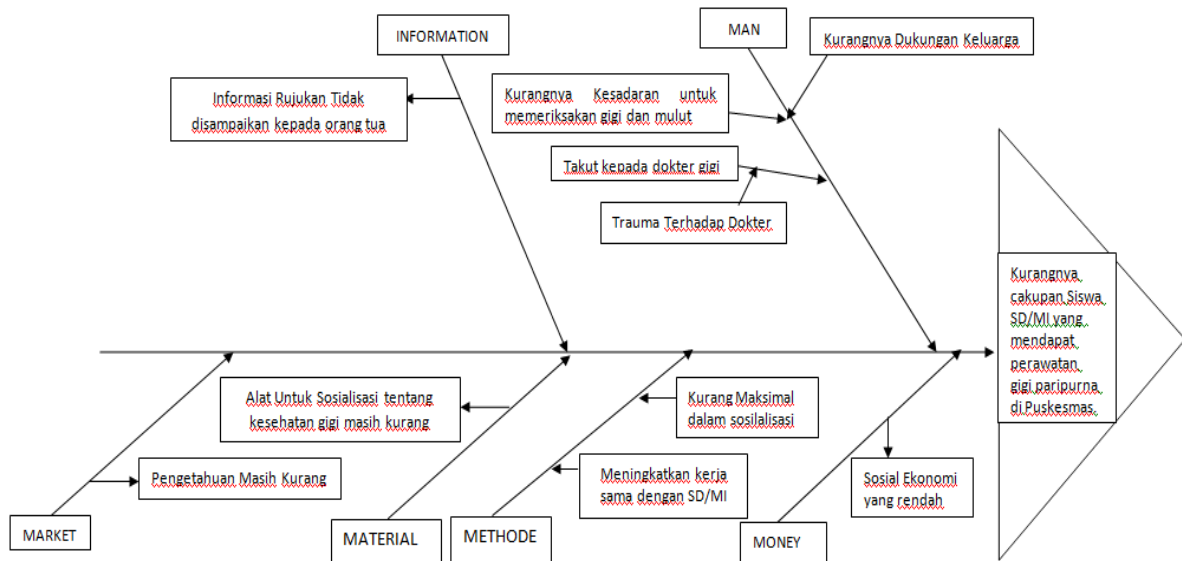 INFORMATION
MAN
Kurangnya Dukungan Keluarga
Informasi Rujukan Tidak
disampaikan kepada orang tua
Kurangnya Kesadaran untuk
memeriksakan gigi dan mulut
Takut kepada dokter gigi
Trauma Terhadap Dokter
Kurangnya
cakupan Siswa
SD/MI yang
mendapat
perawatan
gigi paripurna
di Puskesmas
Alat Untuk Sosialisasi tentang
kesehatan gigi masih kurang
Kurang Maksimal
dalam sosilalisasi
Pengetahuan Masih Kurang
Meningkatkan kerja
sama dengan SD/MI
Sosial Ekonomi
yang rendah
MARKET
MATERIAL
METHODE
MONEY